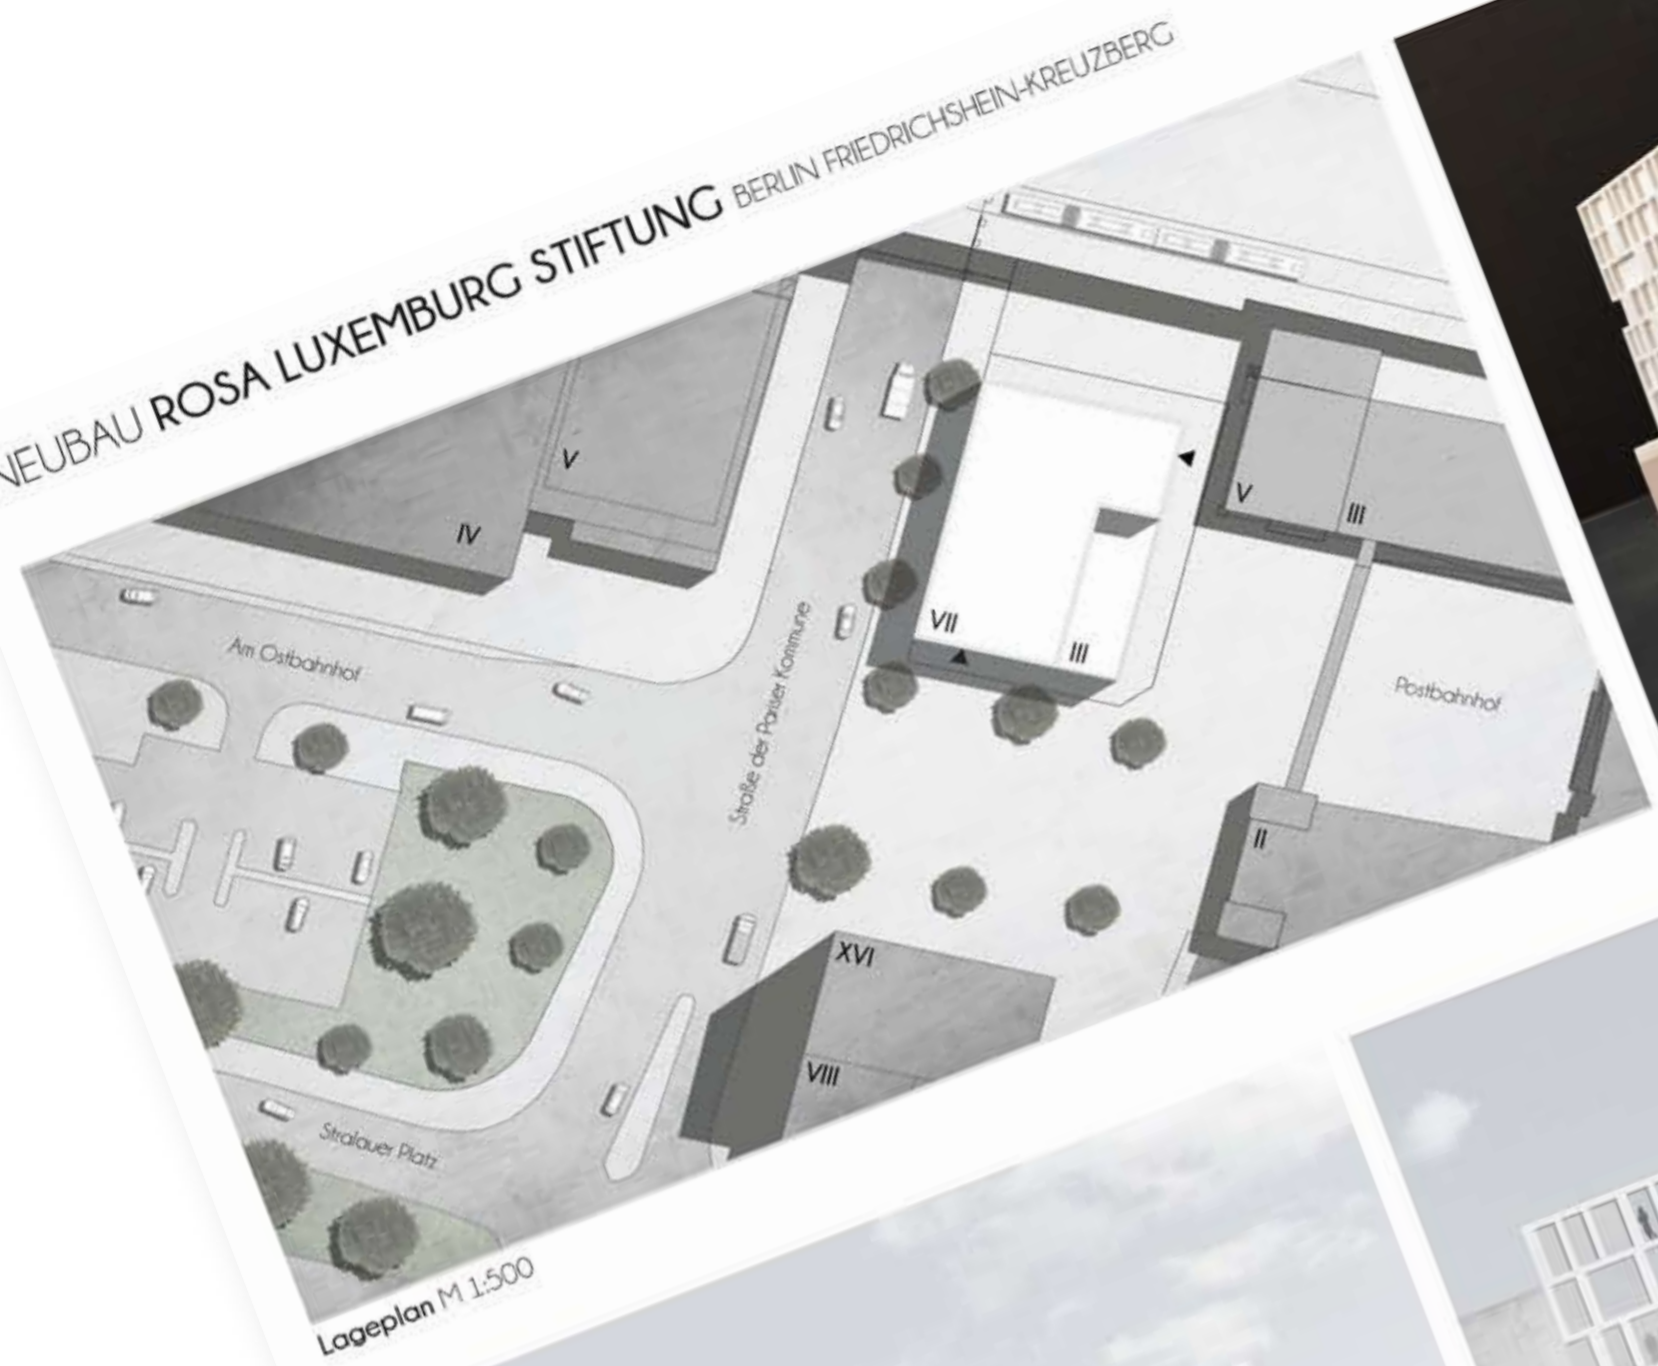 NEUBAU ROSA LUXEMBURG STIFTUNG BERLIN FRIEDRICHSHEIN-KREUZBERG
V
IV
V
III
VII
III
Am Ostbahnhof
Straße der Pariser Kommune
Postbahnhof
II
XVI
VIII
Stralauer Platz
Lageplan M 1:500